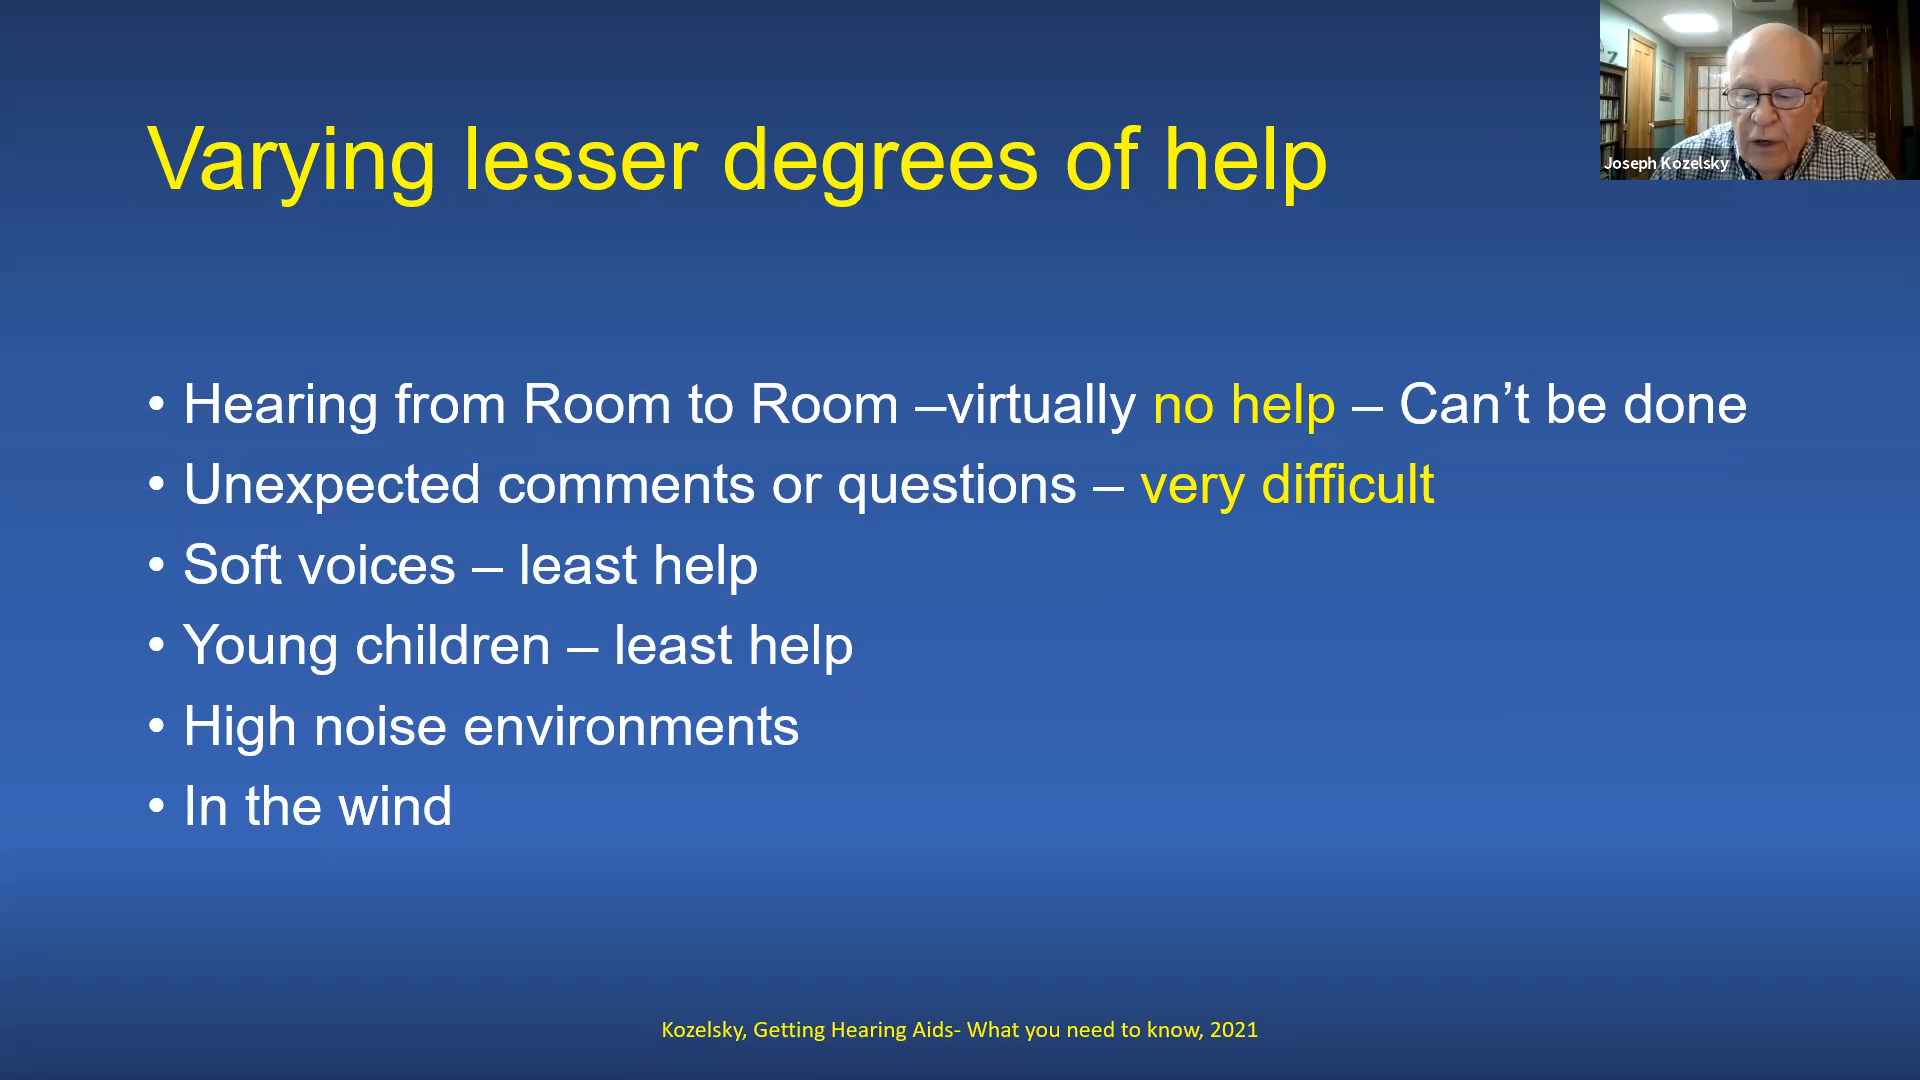 Varying lesser degrees of help
Joseph Kozelsky
• Hearing from Room to Room –virtually no help – Can’t be done
• Unexpected comments or questions – very difficult
• Soft voices – least help
• Young children – least help
• High noise environments
• In the wind
Kozelsky, Getting Hearing Aids- What you need to know, 2021